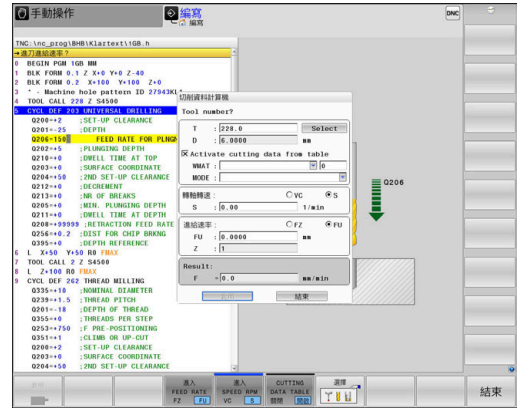 手動操作
編寫
編寫
DNC
TNC:\nc_prog\BHB\Klartext\1GB.h
→進刀進給速率?
0 BEGIN PGM 1GB MM
1 BLK FORM 0.1 Z X+0 Y+0 Z-40
2 BLK FORM 0.2 X+100 Y+100 Z+0
3 * - Machine hole pattern ID 27943KL
4 TOOL CALL 228 Z S4500
5 CYCL DEF 203 UNIVERSAL DRILLING
Q200=+2 ;SET-UP CLEARANCE
Q201=-25 ;DEPTH
Q206=150 FEED RATE FOR PLNGN
Q202=+5 ;PLUNGING DEPTH
Q210=+0 ;DWELL TIME AT TOP
Q203=+0 ;SURFACE COORDINATE
Q204=+50 ;2ND SET-UP CLEARANCE
Q212=+0 ;DECREMENT
Q213=+0 ;NR OF BREAKS
Q205=+0 ;MIN. PLUNGING DEPTH
Q211=+0 ;DWELL TIME AT DEPTH
Q208=+99999 ;RETRACTION FEED RATE
Q256=+0.2 ;DIST FOR CHIP BRKNG
Q395=+0 ;DEPTH REFERENCE
6 L X+50 Y+50 R0 FMAX
7 TOOL CALL 2 Z S4500
8 L Z+100 R0 FMAX
9 CYCL DEF 262 THREAD MILLING
Q335=+10 ;NOMINAL DIAMETER
Q239=+1.5 ;THREAD PITCH
Q201=-18 ;DEPTH OF THREAD
Q355=+0 ;THREADS PER STEP
Q253=+750 ;F PRE-POSITIONING
Q351=+1 ;CLIMB OR UP-CUT
Q200=+2 ;SET-UP CLEARANCE
Q203=+0 ;SURFACE COORDINATE
Q204=+50 ;2ND SET-UP CLEARANCE
切削資料計算機
Tool number?
T : 228.0 Select
D : 6.0000 mm
Activate cutting data from table
WMAT : 0
MODE :
轉軸轉速: VC S
S : 0.00 1/min
進給速率: FZ FU
FU : 0.0000 mm
Z : 1
Result:
F = 0.0 mm/min
結束
Q206
進入 FEED RATE FZ FU
進入 SPEED RPM VC S
CUTTING DATA TABLE 關閉 開啟
選擇
結束